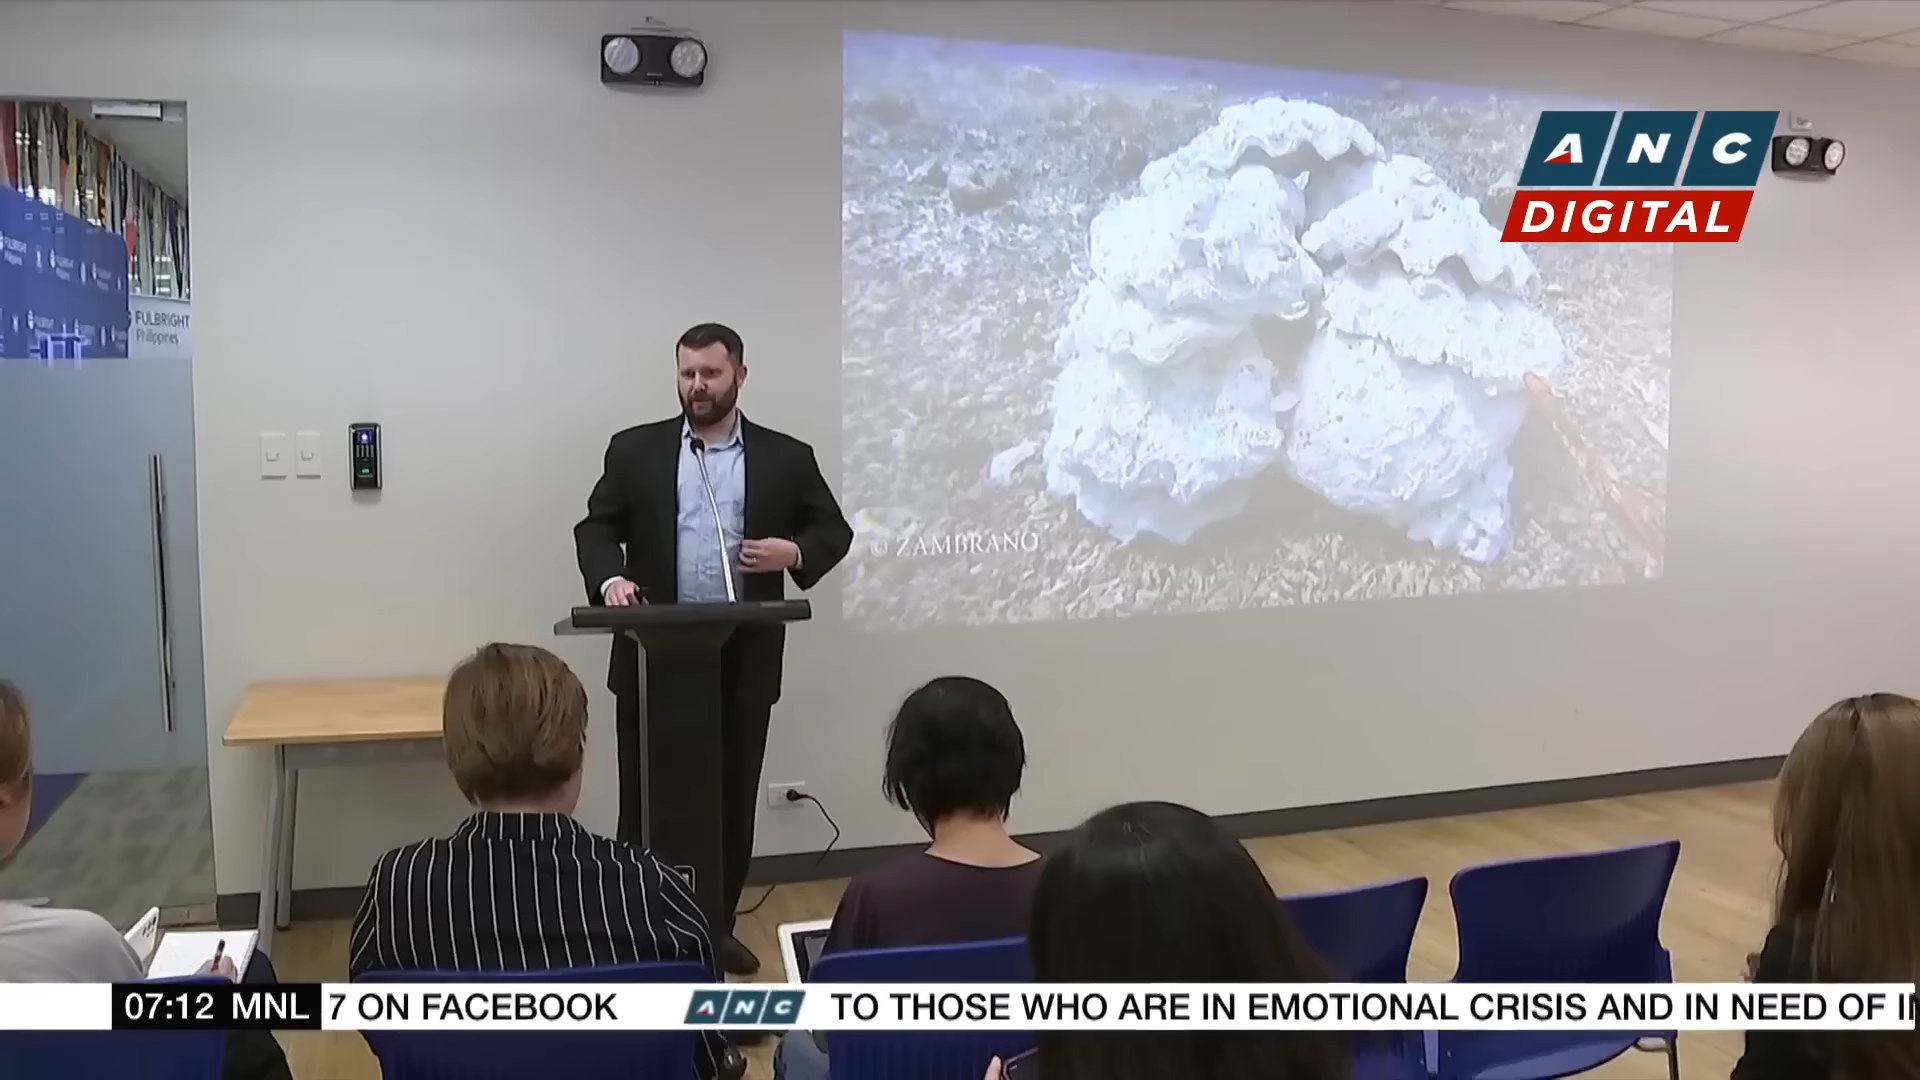 ANC
DIGITAL
FULBRIGHT
Philippines
© ZAMBRANO
07:12 MNL
7 ON FACEBOOK
ANC
TO THOSE WHO ARE IN EMOTIONAL CRISIS AND IN NEED OF